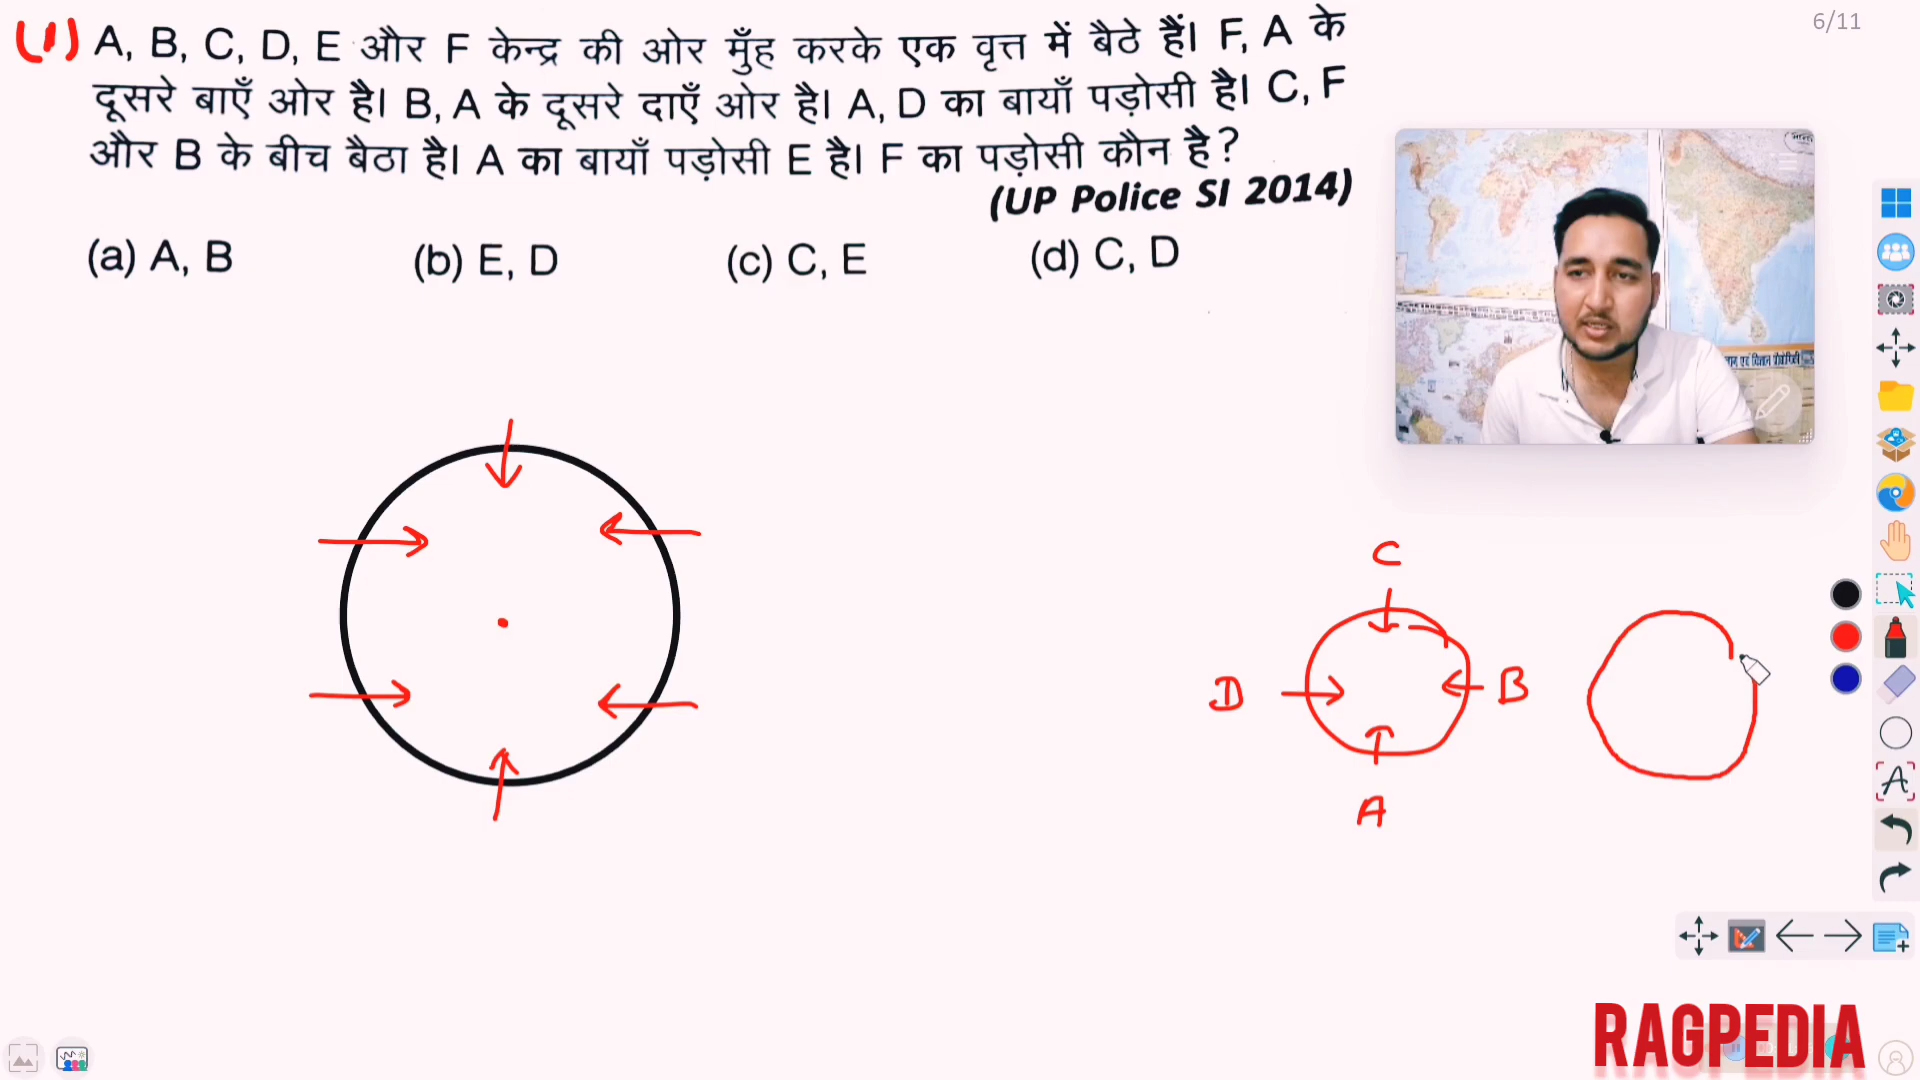 (1) A, B, C, D, E और F केन्द्र की ओर मुँह करके एक वृत्त में बैठे हैं। F, A के
दूसरे बाएँ ओर है। B, A के दूसरे दाएँ ओर है। A, D का बायाँ पड़ोसी है। C, F
और B के बीच बैठा है। A का बायाँ पड़ोसी E है। F का पड़ोसी कौन है?
(UP Police SI 2014)
(a) A, B (b) E, D (c) C, E (d) C, D
6/11
C
D B
A
RAGPEDIA